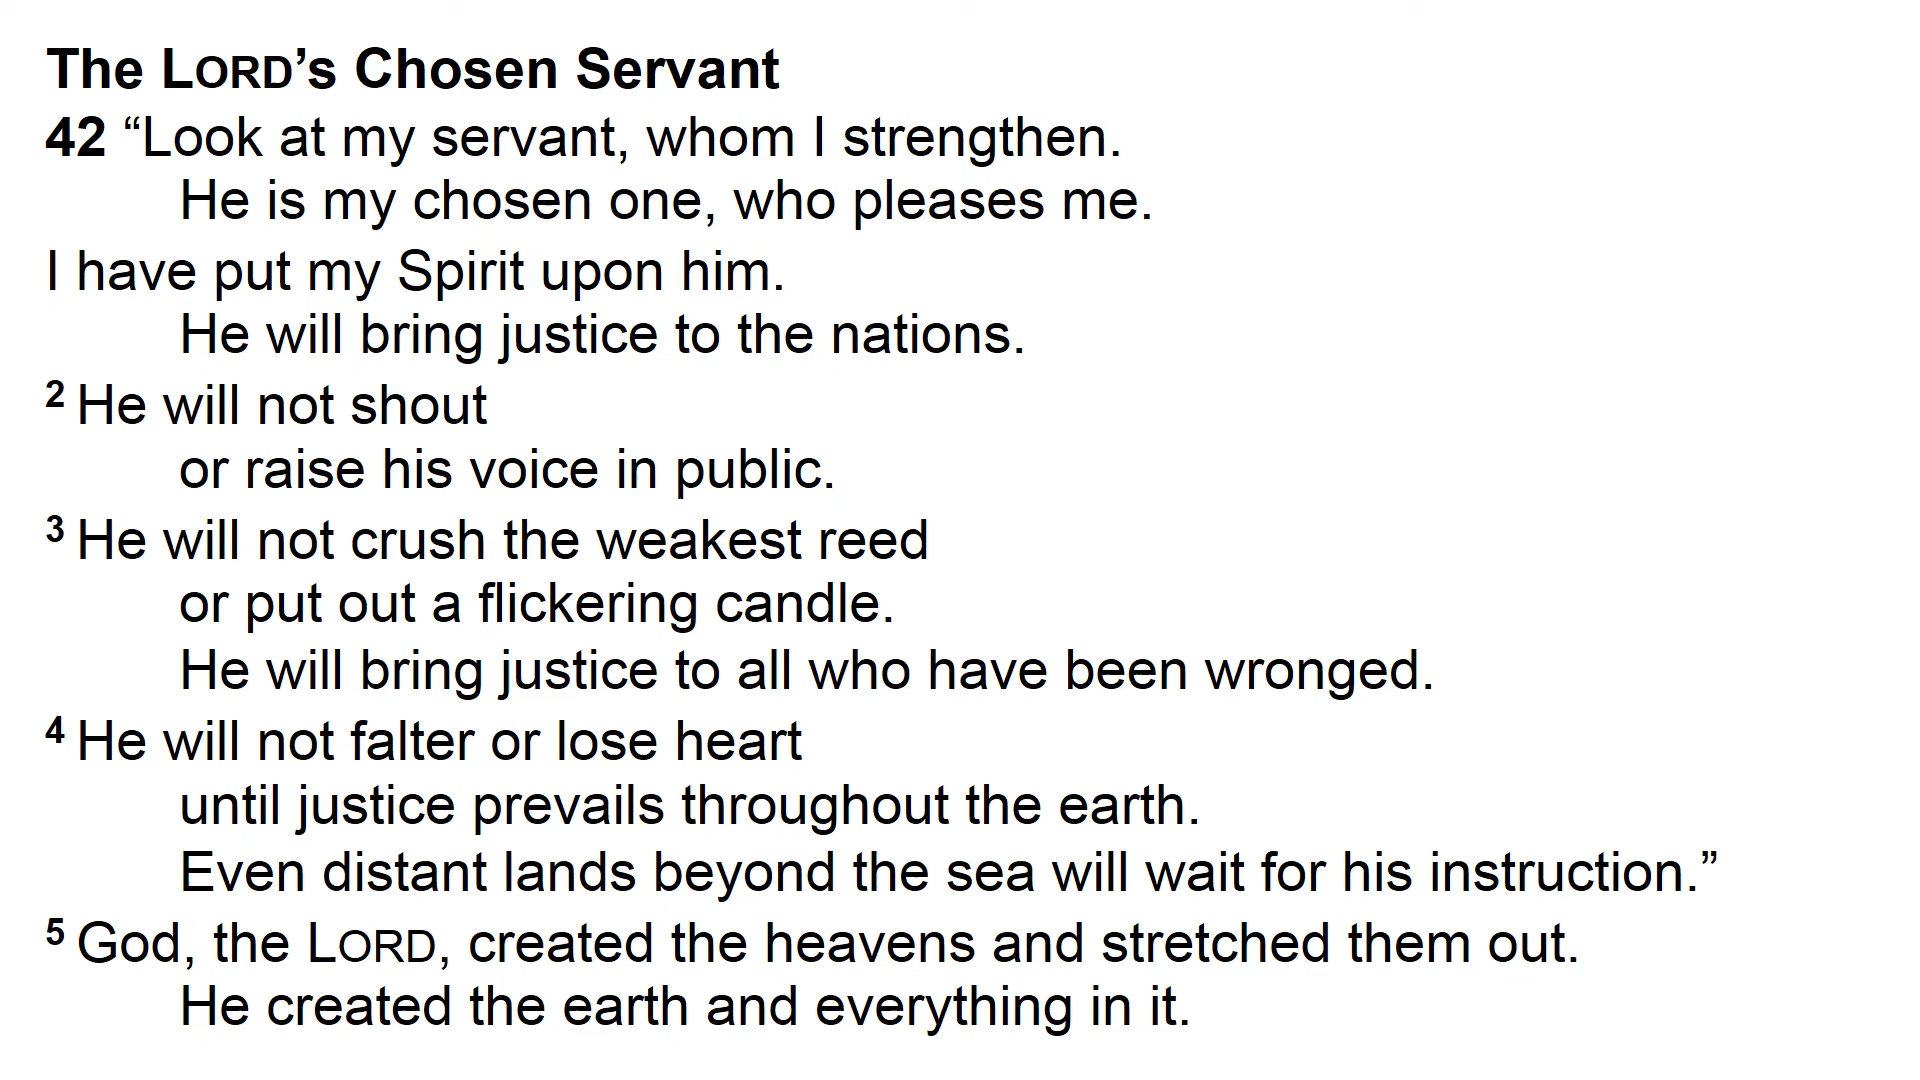 The LORD’s Chosen Servant
42 “Look at my servant, whom I strengthen.
He is my chosen one, who pleases me.
I have put my Spirit upon him.
He will bring justice to the nations.
2 He will not shout
or raise his voice in public.
3 He will not crush the weakest reed
or put out a flickering candle.
He will bring justice to all who have been wronged.
4 He will not falter or lose heart
until justice prevails throughout the earth.
Even distant lands beyond the sea will wait for his instruction.”
5 God, the LORD, created the heavens and stretched them out.
He created the earth and everything in it.